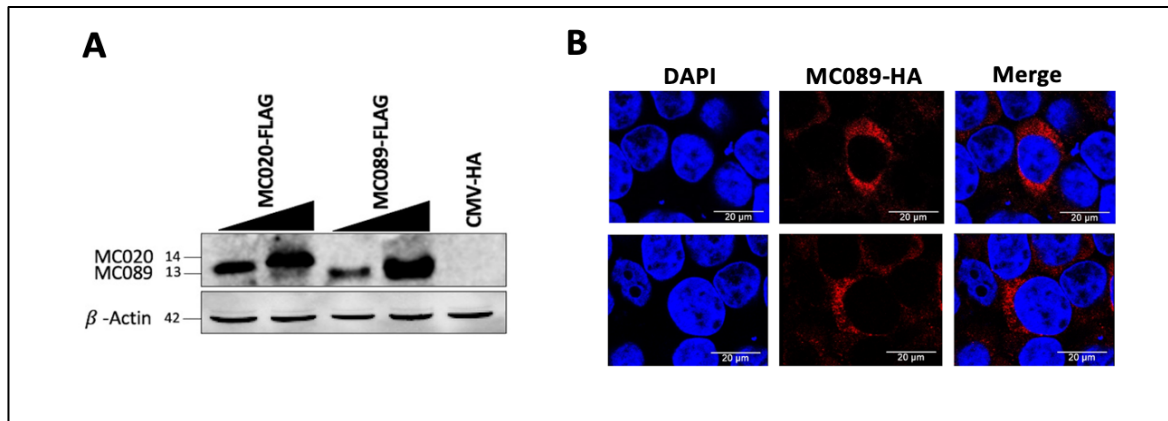 A
MC020-FLAG
MC089-FLAG
CMV-HA
MC020 14
MC089 13
β -Actin 42
B
DAPI MC089-HA Merge
20 μm 20 μm 20 μm
20 μm 20 μm 20 μm